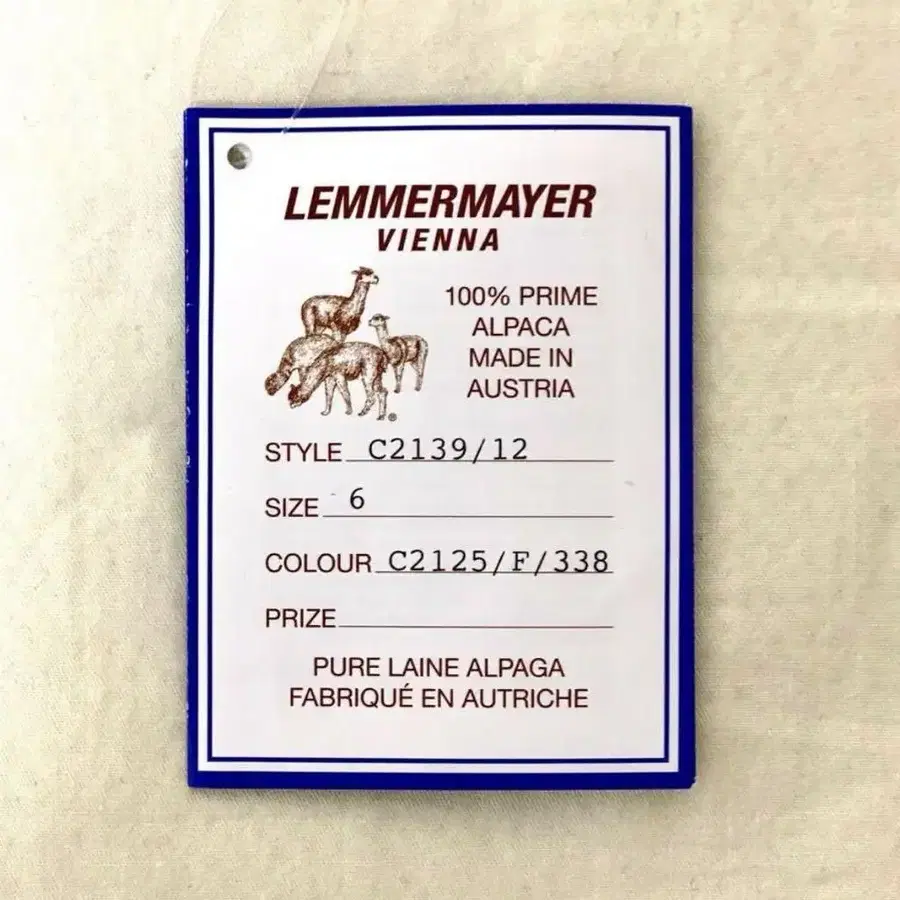 LEMMERMAYER
VIENNA
100% PRIME
ALPACA
MADE IN
AUSTRIA
®
STYLE C2139/12
SIZE 6
COLOUR C2125/F/338
PRIZE
PURE LAINE ALPAGA
FABRIQUÉ EN AUTRICHE